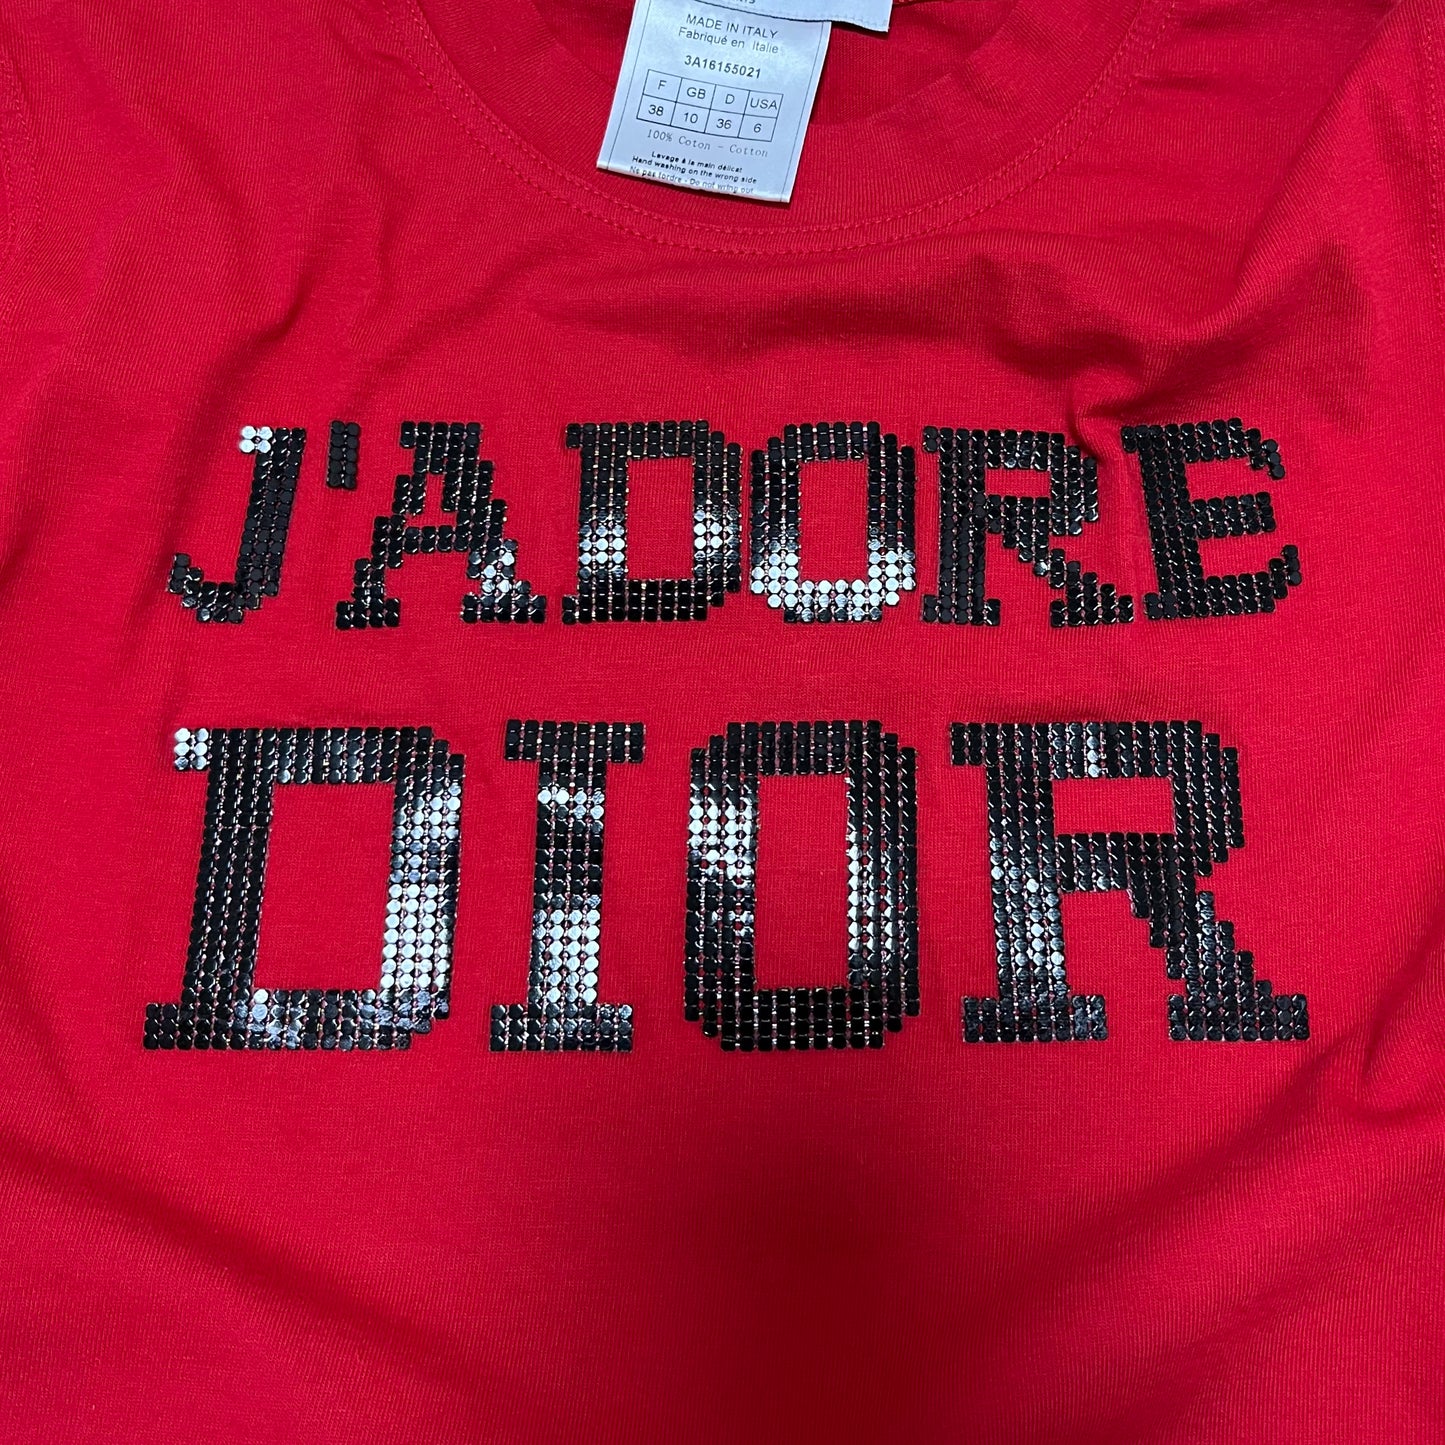 MADE IN ITALY
Fabriqué en Italie
3A16155021
F GB D USA
38 10 36 6
100% Coton - Cotton
Lavage à la main délicat
Hand washing on the wrong side
Ne pas tordre - Do not wring out
J'ADORE
DIOR